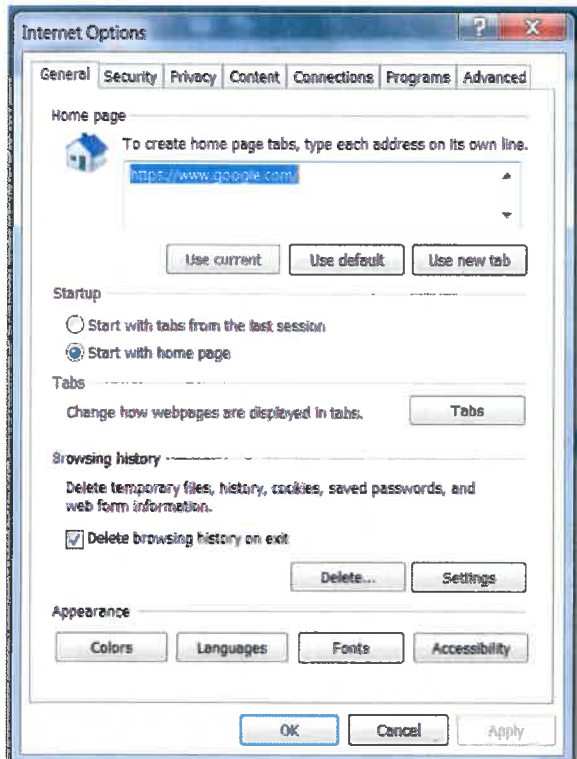 Internet Options
General Security Privacy Content Connections Programs Advanced
Home page
To create home page tabs, type each address on its own line.
https://www.google.com/
Use current Use default Use new tab
Startup
Start with tabs from the last session
Start with home page
Tabs
Change how webpages are displayed in tabs. Tabs
Browsing history
Delete temporary files, history, cookies, saved passwords, and
web form information.
Delete browsing history on exit
Delete... Settings
Appearance
Colors Languages Fonts Accessibility
OK Cancel Apply